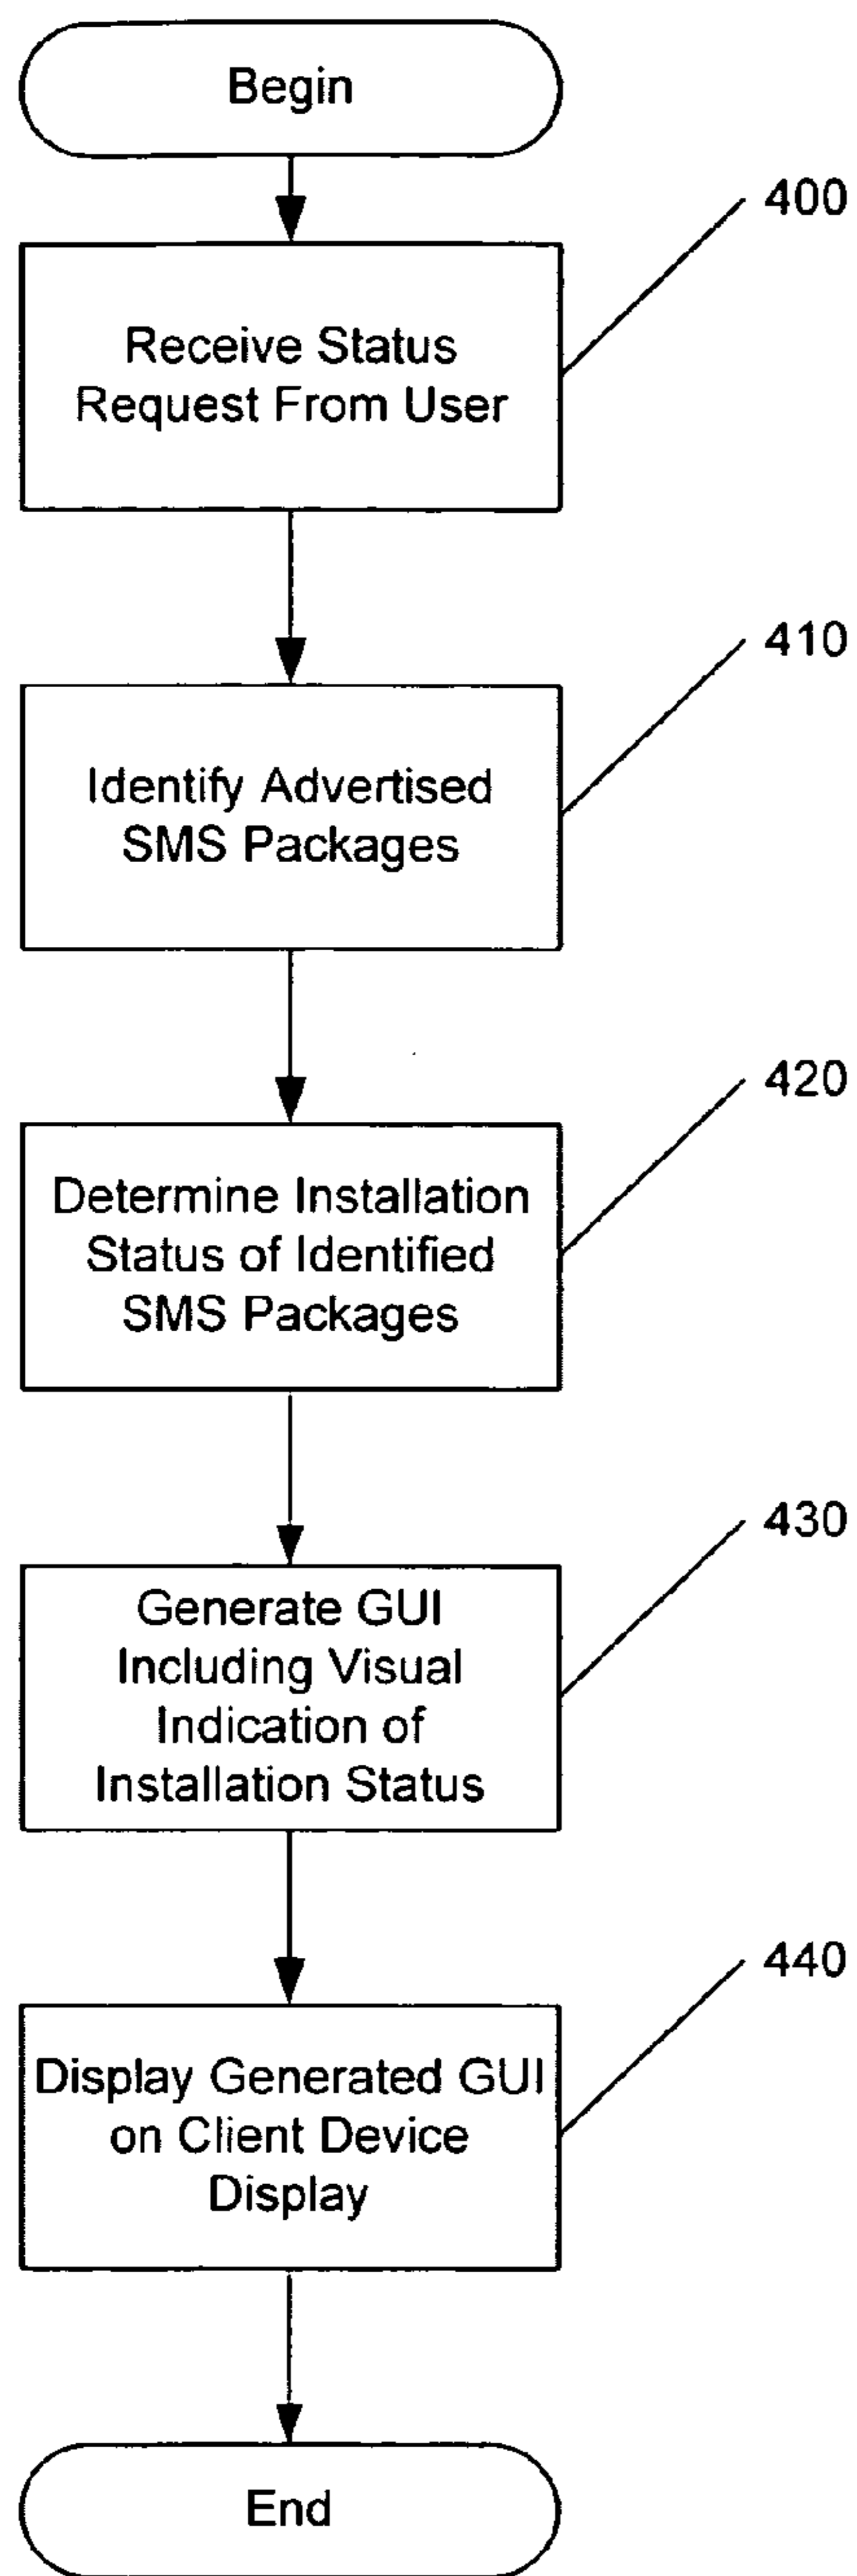 Begin
400
Receive Status
Request From User
410
Identify Advertised
SMS Packages
420
Determine Installation
Status of Identified
SMS Packages
430
Generate GUI
Including Visual
Indication of
Installation Status
440
Display Generated GUI
on Client Device
Display
End